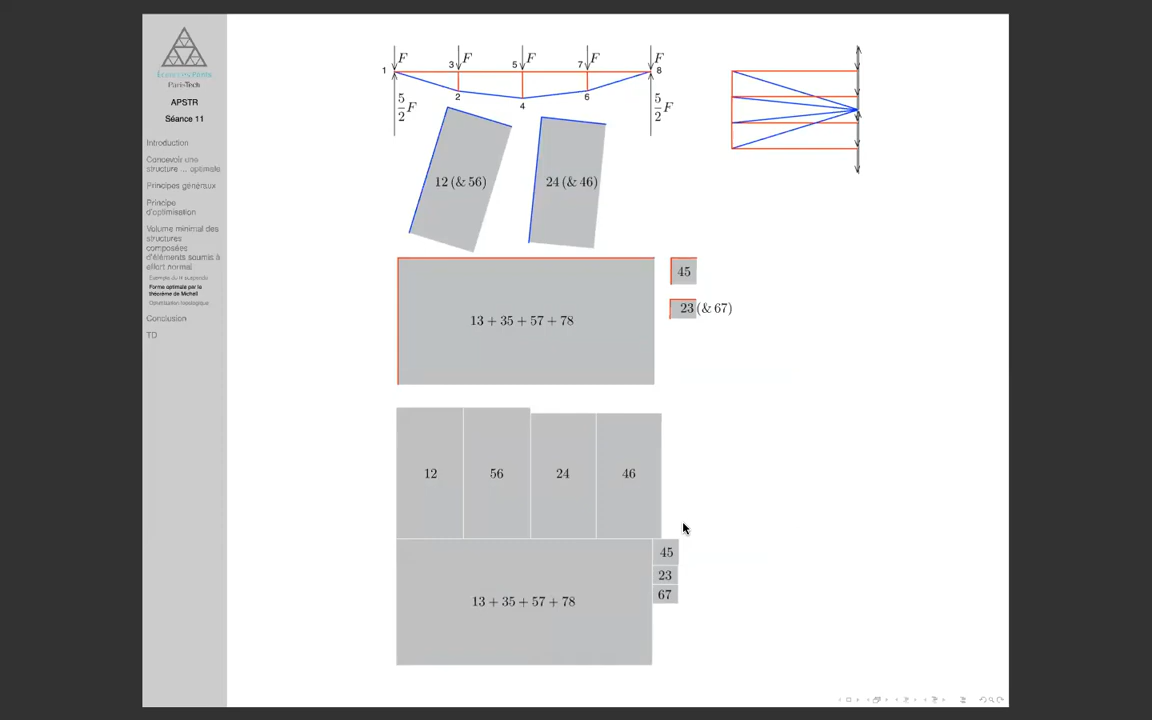 ParisTech
APSTR
Séance 11
Introduction
Concevoir une
structure ... optimale
Principes généraux
Principe
d'optimisation
Volume minimal des
structures
composées
d'éléments soumis à
effort normal
Forme optimale par le
théorème de Michell
Optimisation topologique
Conclusion
TD
F F F F F
1 3 5 7 8
2 4 6
5/2 F 5/2 F
12 (& 56) 24 (& 46)
45
23 (& 67)
13 + 35 + 57 + 78
12 56 24 46
45
23
67
13 + 35 + 57 + 78